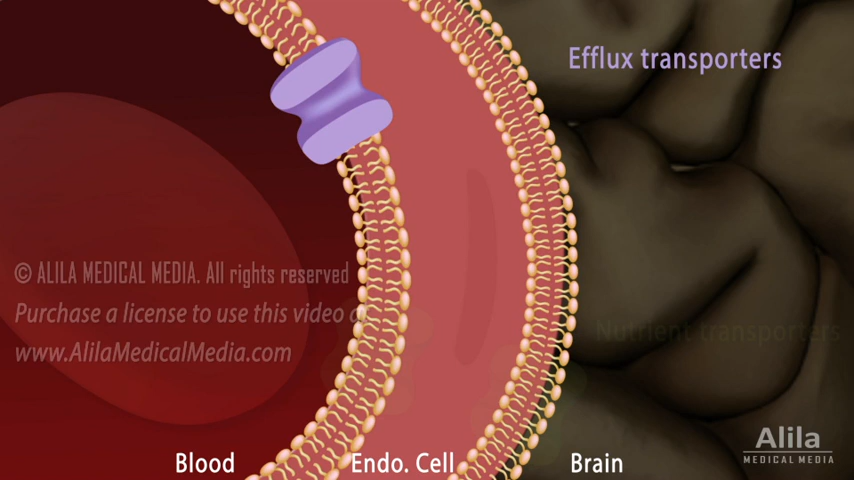 Efflux transporters
© ALILA MEDICAL MEDIA. All rights reserved
Purchase a license to use this video at
www.AlilaMedicalMedia.com
Nutrient transporters
Alila
MEDICAL MEDIA
Blood
Endo. Cell
Brain